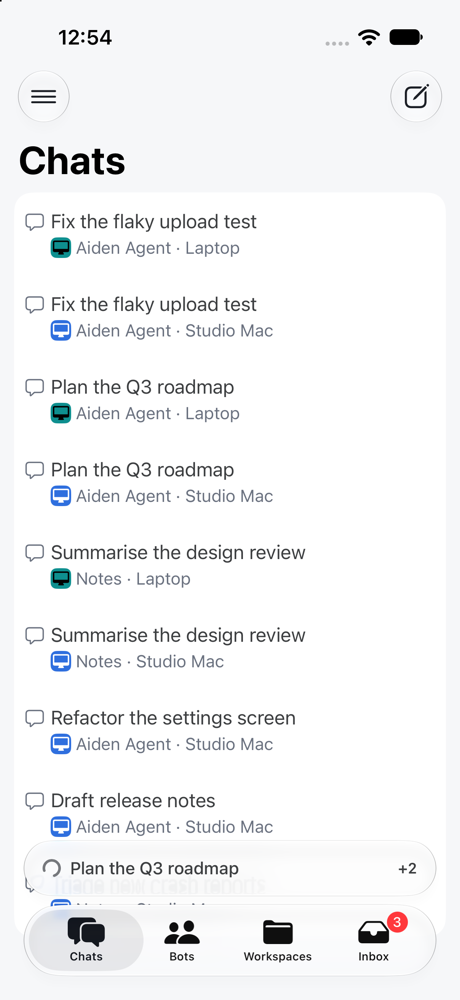 12:54
Chats
Fix the flaky upload test
Aiden Agent · Laptop
Fix the flaky upload test
Aiden Agent · Studio Mac
Plan the Q3 roadmap
Aiden Agent · Laptop
Plan the Q3 roadmap
Aiden Agent · Studio Mac
Summarise the design review
Notes · Laptop
Summarise the design review
Notes · Studio Mac
Refactor the settings screen
Aiden Agent · Studio Mac
Draft release notes
Aiden Agent · Studio Mac
Plan the Q3 roadmap +2
Chats Bots Workspaces Inbox 3